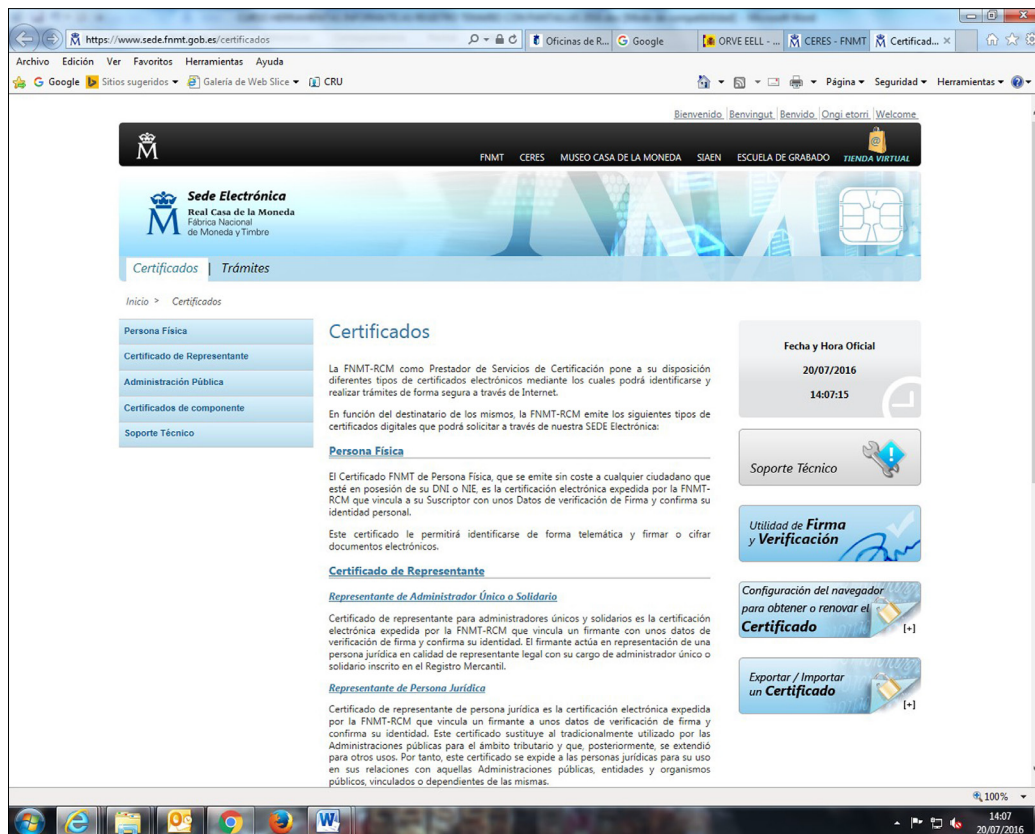 https://www.sede.fnmt.gob.es/certificados
Oficinas de R...
Google
ORVE EELL - ...
CERES - FNMT
Certificad...
Archivo Edición Ver Favoritos Herramientas Ayuda
Google Sitios sugeridos Galería de Web Slice CRU
Página Seguridad Herramientas
Bienvenido Benvingut Benvido Ongi etorri Welcome
FNMT CERES MUSEO CASA DE LA MONEDA SIAEN ESCUELA DE GRABADO TIENDA VIRTUAL
Sede Electrónica
Real Casa de la Moneda
Fábrica Nacional
de Moneda y Timbre
Certificados | Trámites
Inicio > Certificados
Persona Física
Certificado de Representante
Administración Pública
Certificados de componente
Soporte Técnico
Certificados
La FNMT-RCM como Prestador de Servicios de Certificación pone a su disposición
diferentes tipos de certificados electrónicos mediante los cuales podrá identificarse y
realizar trámites de forma segura a través de Internet.
En función del destinatario de los mismos, la FNMT-RCM emite los siguientes tipos de
certificados digitales que podrá solicitar a través de nuestra SEDE Electrónica:
Persona Física
El Certificado FNMT de Persona Física, que se emite sin coste a cualquier ciudadano que
esté en posesión de su DNI o NIE, es la certificación electrónica expedida por la FNMT-
RCM que vincula a su Suscriptor con unos Datos de verificación de Firma y confirma su
identidad personal.
Este certificado le permitirá identificarse de forma telemática y firmar o cifrar
documentos electrónicos.
Certificado de Representante
Representante de Administrador Único o Solidario
Certificado de representante para administradores únicos y solidarios es la certificación
electrónica expedida por la FNMT-RCM que vincula un firmante con unos datos de
verificación de firma y confirma su identidad. El firmante actúa en representación de una
persona jurídica en calidad de representante legal con su cargo de administrador único o
solidario inscrito en el Registro Mercantil.
Representante de Persona Jurídica
Certificado de representante de persona jurídica es la certificación electrónica expedida
por la FNMT-RCM que vincula un firmante a unos datos de verificación de firma y
confirma su identidad. Este certificado sustituye al tradicionalmente utilizado por las
Administraciones públicas para el ámbito tributario y que, posteriormente, se extendió
para otros usos. Por tanto, este certificado se expide a las personas jurídicas para su uso
en sus relaciones con aquellas Administraciones públicas, entidades y organismos
públicos, vinculados o dependientes de las mismas.
Fecha y Hora Oficial
20/07/2016
14:07:15
Soporte Técnico
Utilidad de Firma
y Verificación
Configuración del navegador
para obtener o renovar el
Certificado
[+]
Exportar / Importar
un Certificado
[+]
100%
14:07
20/07/2016